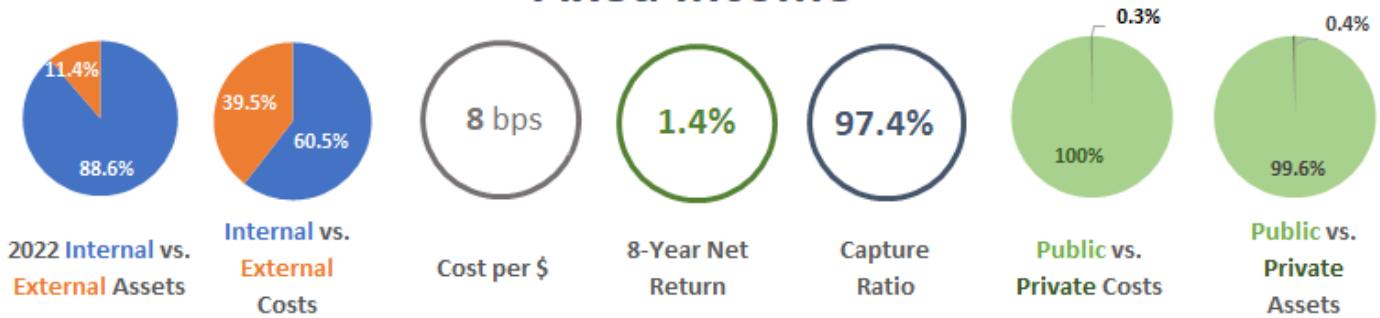 0.3%
0.4%
11.4%
88.6%
39.5%
60.5%
8 bps
1.4%
97.4%
100%
99.6%
2022 Internal vs.
External Assets
Internal vs.
External
Costs
Cost per $
8-Year Net
Return
Capture
Ratio
Public vs.
Private Costs
Public vs.
Private
Assets